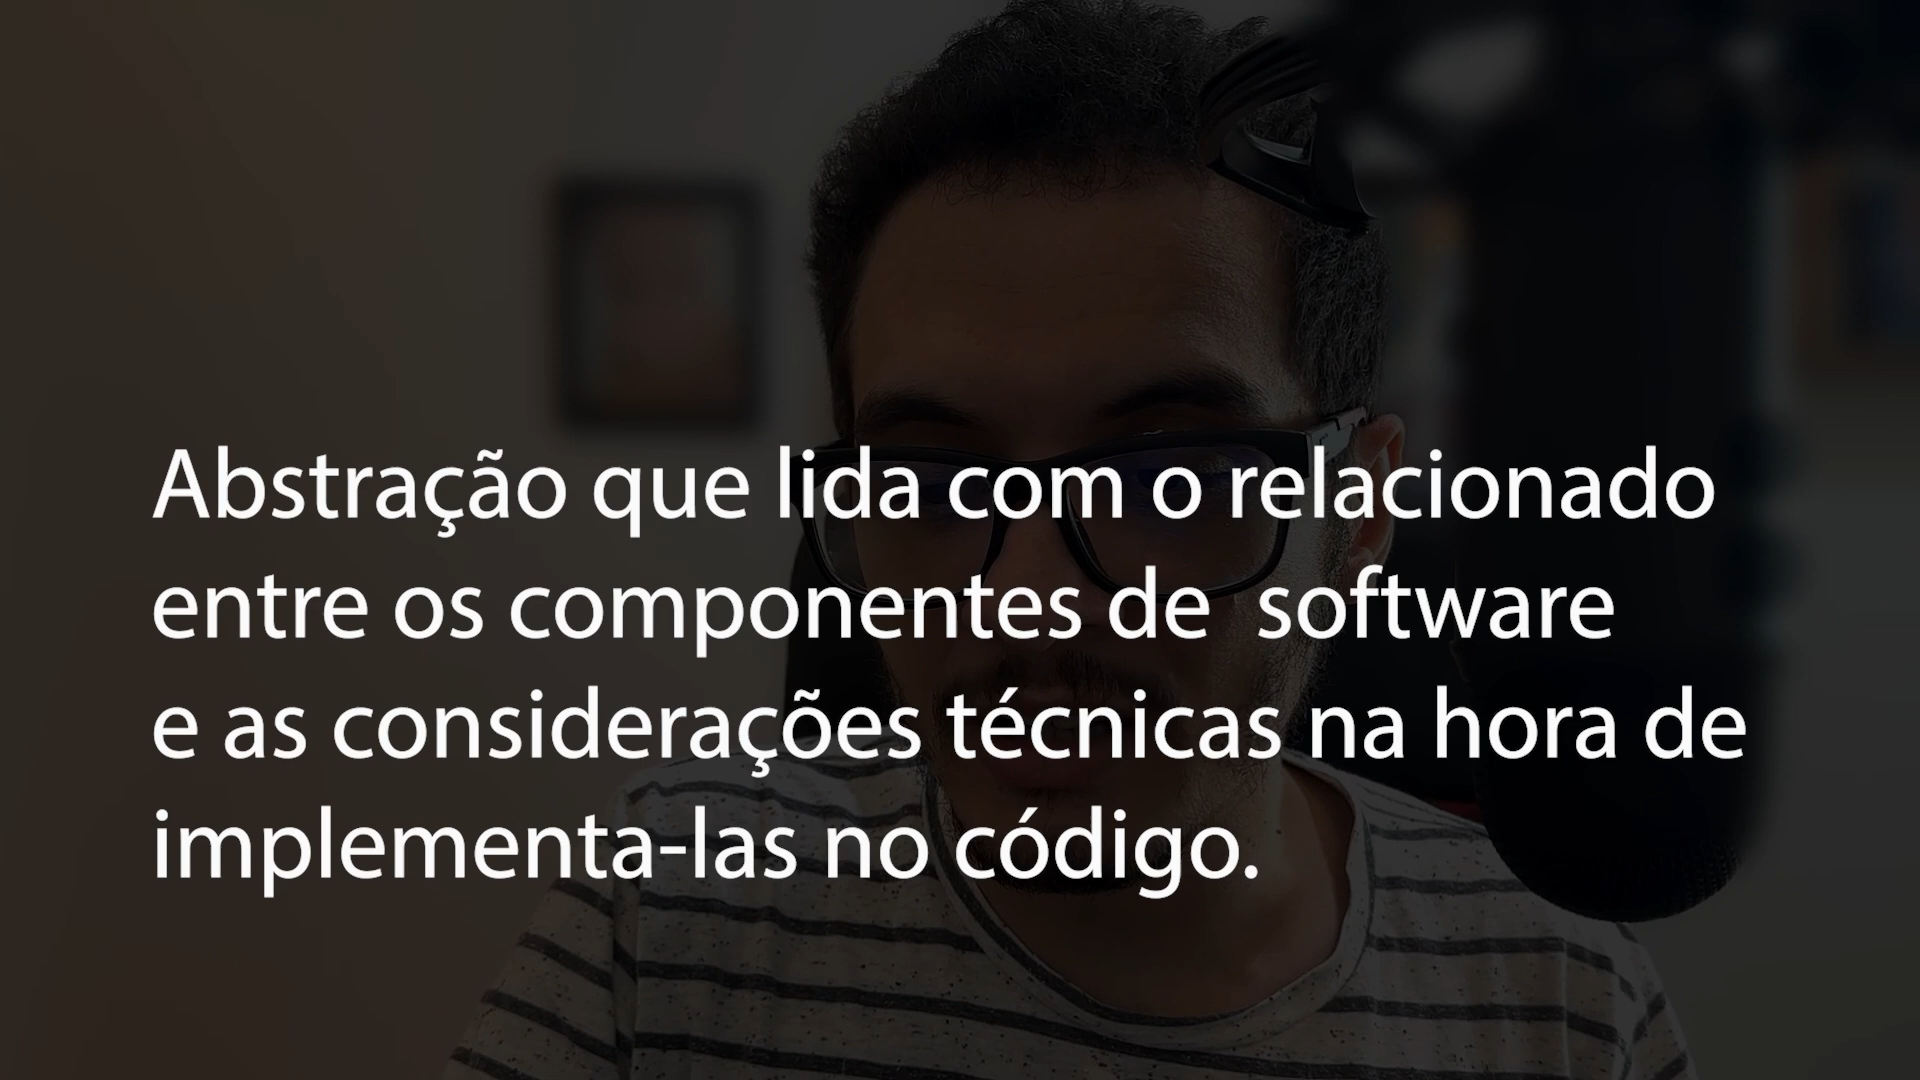 Abstração que lida com o relacionado
entre os componentes de  software
e as considerações técnicas na hora de
implementa-las no código.